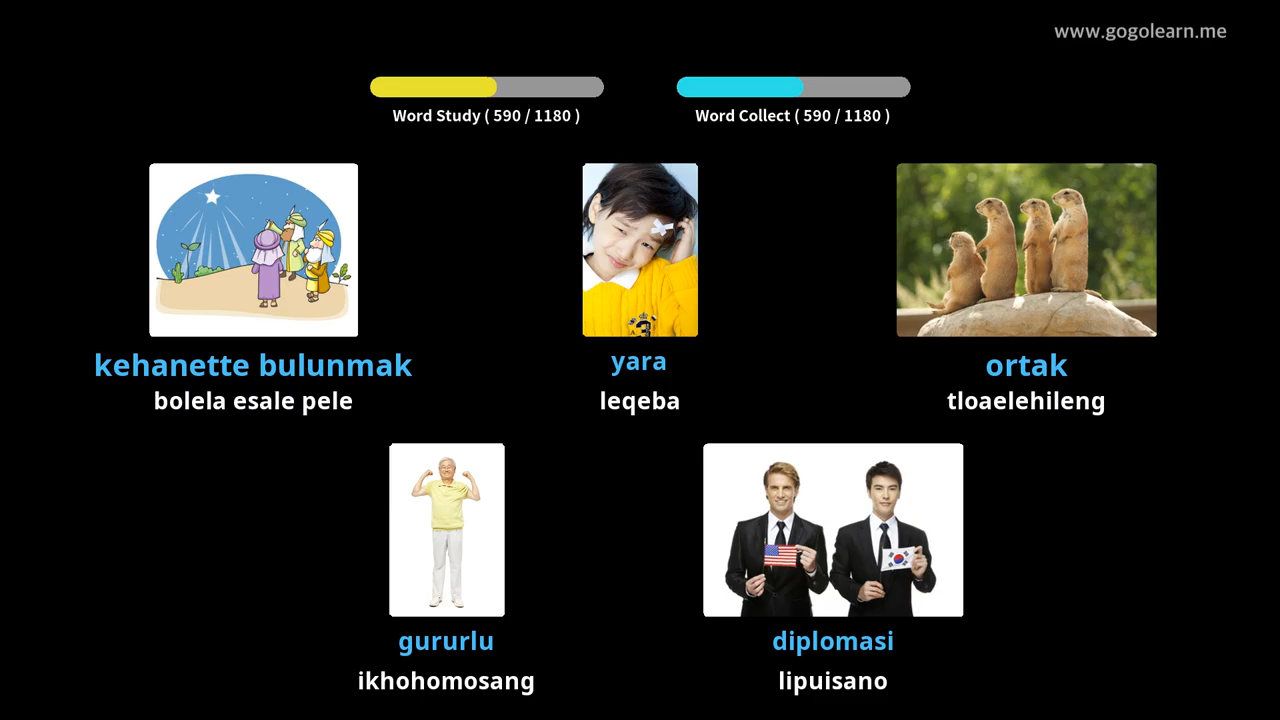 www.gogolearn.me
Word Study ( 590 / 1180 )
Word Collect ( 590 / 1180 )
kehanette bulunmak
bolela esale pele
yara
leqeba
ortak
tloaelehileng
3
gururlu
ikhohomosang
diplomasi
lipuisano